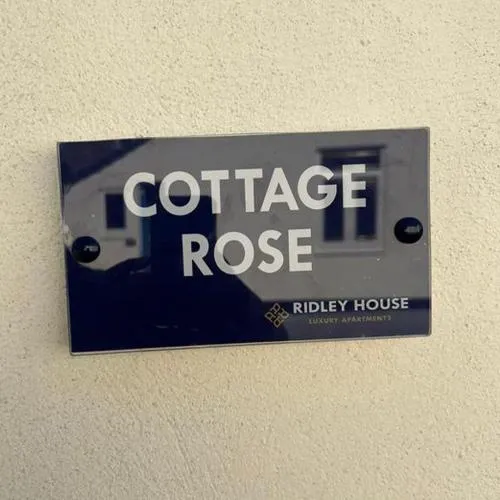 COTTAGE
ROSE
RIDLEY HOUSE
LUXURY APARTMENTS